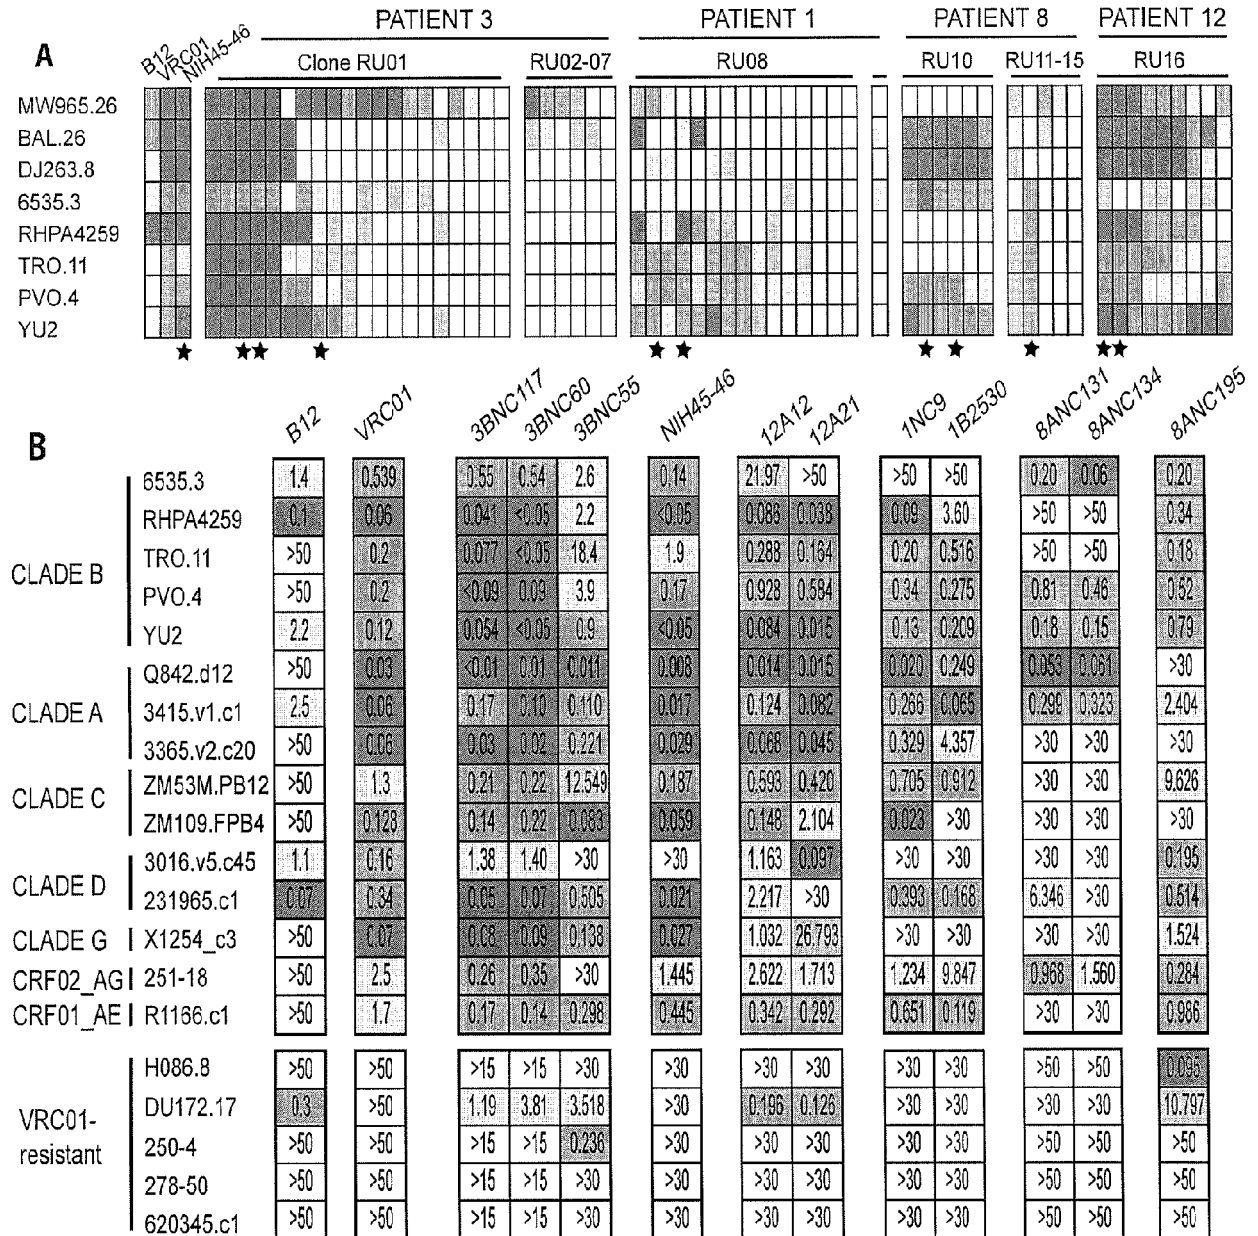 PATIENT 3 PATIENT 1 PATIENT 8 PATIENT 12
A
B12 VRC01 NIH45-46 Clone RU01 RU02-07 RU08 RU10 RU11-15 RU16
MW965.26
BAL.26
DJ263.8
6535.3
RHPA4259
TRO.11
PVO.4
YU2
B
B12 VRC01 3BNC117 3BNC60 3BNC55 NIH45-46 12A12 12A21 1NC9 1B2530 8ANC131 8ANC134 8ANC195
CLADE B
6535.3 1.4 0.539 0.55 0.54 2.6 0.14 21.97 >50 >50 >50 0.20 0.06 0.20
RHPA4259 0.1 0.06 0.041 <0.05 2.2 <0.05 0.086 0.038 0.09 3.60 >50 >50 0.34
TRO.11 >50 0.2 0.077 <0.05 18.4 1.9 0.288 0.164 0.20 0.516 >50 >50 0.18
PVO.4 >50 0.2 <0.09 0.09 3.9 0.17 0.928 0.584 0.34 0.275 0.81 0.46 0.52
YU2 2.2 0.12 0.054 <0.05 0.9 <0.05 0.084 0.015 0.13 0.209 0.18 0.15 0.79
CLADE A
Q842.d12 >50 0.03 <0.01 0.01 0.011 0.008 0.014 0.015 0.020 0.249 0.053 0.061 >30
3415.v1.c1 2.5 0.06 0.17 0.13 0.110 0.017 0.124 0.082 0.266 0.065 0.299 0.323 2.404
3365.v2.c20 >50 0.06 0.03 0.02 0.221 0.029 0.068 0.045 0.329 4.357 >30 >30 >30
CLADE C
ZM53M.PB12 >50 1.3 0.21 0.22 12.549 0.187 0.593 0.420 0.705 0.912 >30 >30 9.626
ZM109.FPB4 >50 0.128 0.14 0.22 0.083 0.059 0.148 2.104 0.023 >30 >30 >30 >30
CLADE D
3016.v5.c45 1.1 0.16 1.38 1.40 >30 >30 1.163 0.097 >30 >30 >30 >30 0.195
231965.c1 0.07 0.34 0.05 0.07 0.505 0.021 2.217 >30 0.393 0.168 6.346 >30 0.514
CLADE G X1254_c3 >50 0.07 0.08 0.09 0.138 0.027 1.032 26.793 >30 >30 >30 >30 1.524
CRF02_AG 251-18 >50 2.5 0.26 0.35 >30 1.445 2.622 1.713 1.234 9.847 0.968 1.560 0.284
CRF01_AE R1166.c1 >50 1.7 0.17 0.14 0.298 0.445 0.342 0.292 0.651 0.119 >30 >30 0.986
VRC01-
resistant
H086.8 >50 >50 >15 >15 >30 >30 >30 >30 >30 >30 >50 >50 0.095
DU172.17 0.3 >50 1.19 3.81 3.518 >30 0.196 0.126 >30 >30 >30 >30 10.797
250-4 >50 >50 >15 >15 0.236 >30 >30 >30 >30 >30 >50 >50 >50
278-50 >50 >50 >15 >15 >30 >30 >30 >30 >30 >30 >50 >50 >50
620345.c1 >50 >50 >15 >15 >30 >30 >30 >30 >30 >30 >50 >50 >50